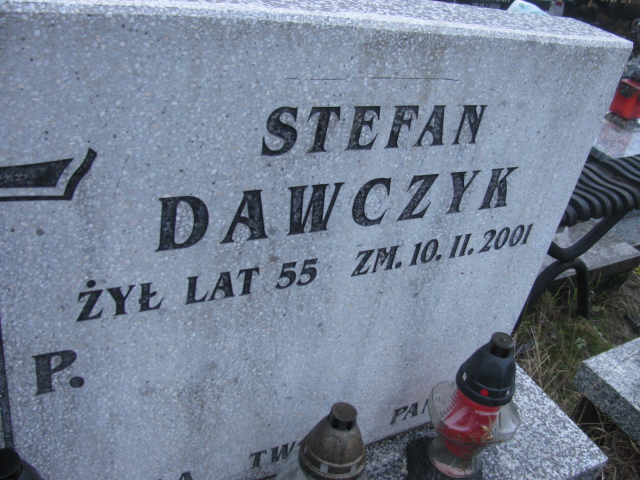 STEFAN
DAWCZYK
ŻYŁ LAT 55 ZM. 10. II. 2001
P.